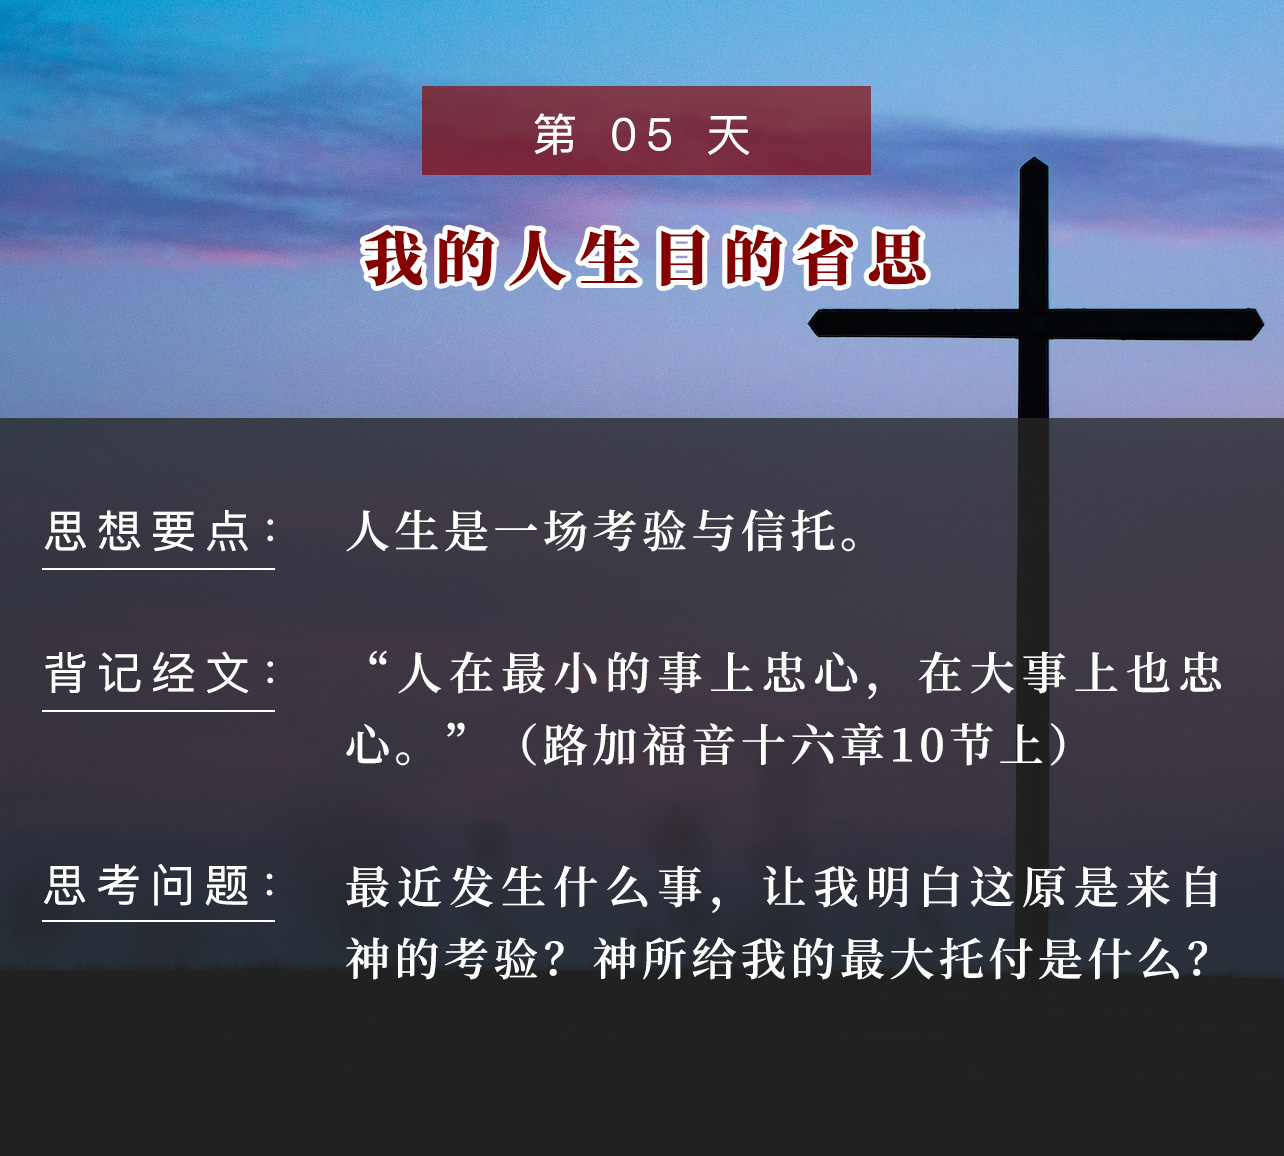 第 05 天
我的人生目的省思
思想要点： 人生是一场考验与信托。
背记经文： “人在最小的事上忠心，在大事上也忠
心。”（路加福音十六章10节上）
思考问题： 最近发生什么事，让我明白这原是来自
神的考验？神所给我的最大托付是什么？